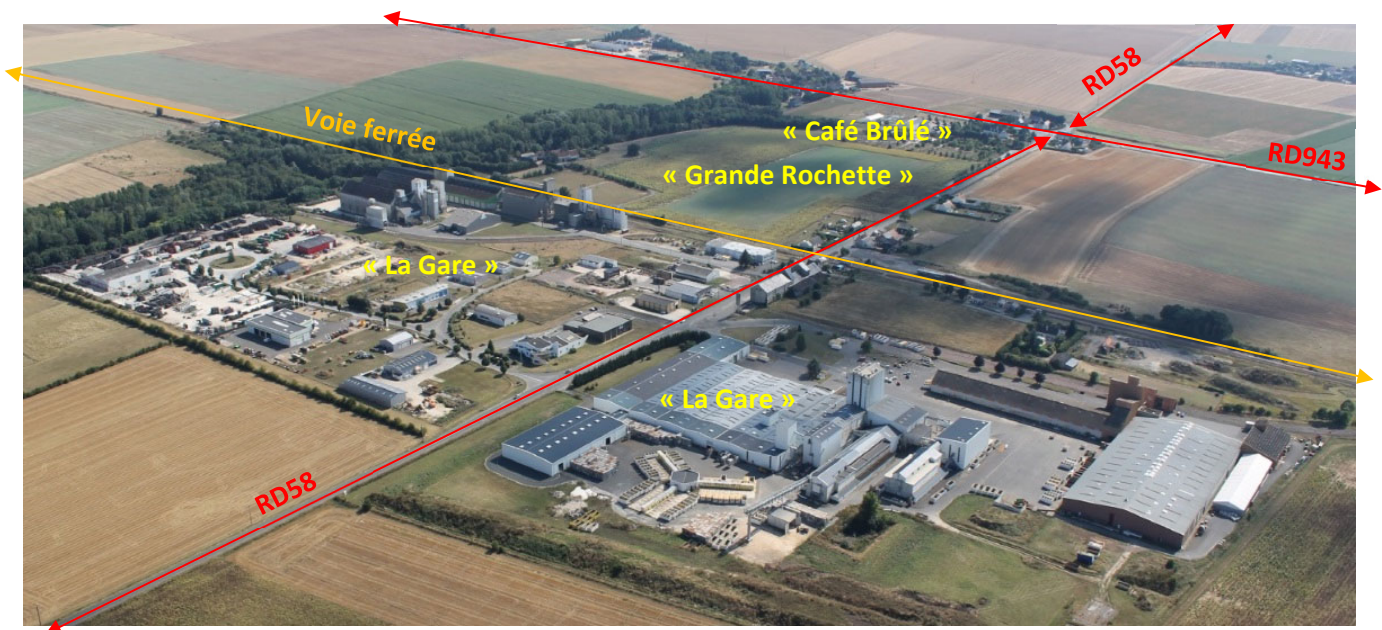 RD58
Voie ferrée
« Café Brûlé »
RD943
« Grande Rochette »
« La Gare »
« La Gare »
RD58